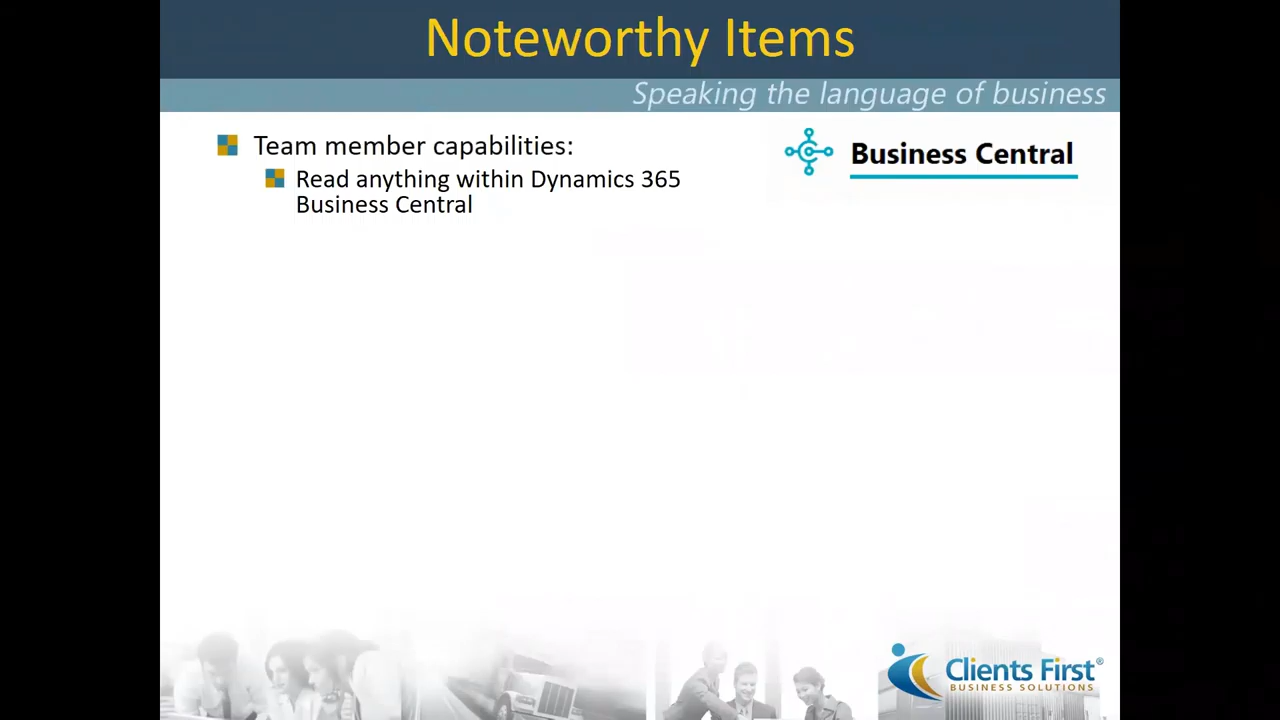 Noteworthy Items
Speaking the language of business
Team member capabilities:
Business Central
Read anything within Dynamics 365
Business Central
Clients First®
BUSINESS SOLUTIONS